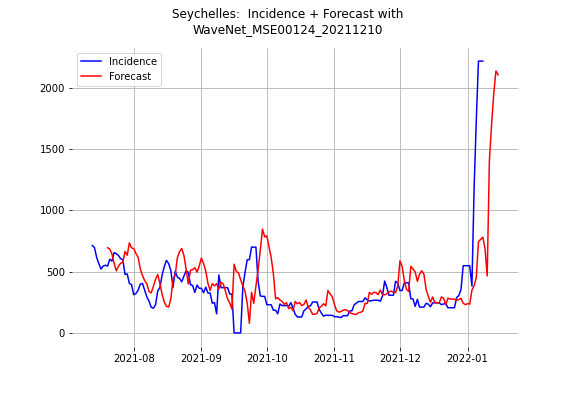 Seychelles:  Incidence + Forecast with
WaveNet_MSE00124_20211210
Incidence
Forecast
2000
1500
1000
500
0
2021-08
2021-09
2021-10
2021-11
2021-12
2022-01